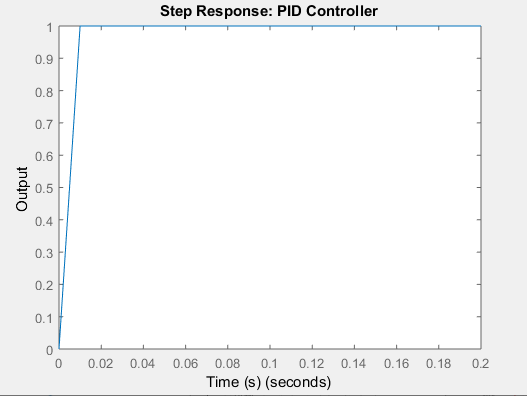 Step Response: PID Controller
1
0.9
0.8
0.7
0.6
0.5
0.4
0.3
0.2
0.1
0
Output
0 0.02 0.04 0.06 0.08 0.1 0.12 0.14 0.16 0.18 0.2
Time (s) (seconds)